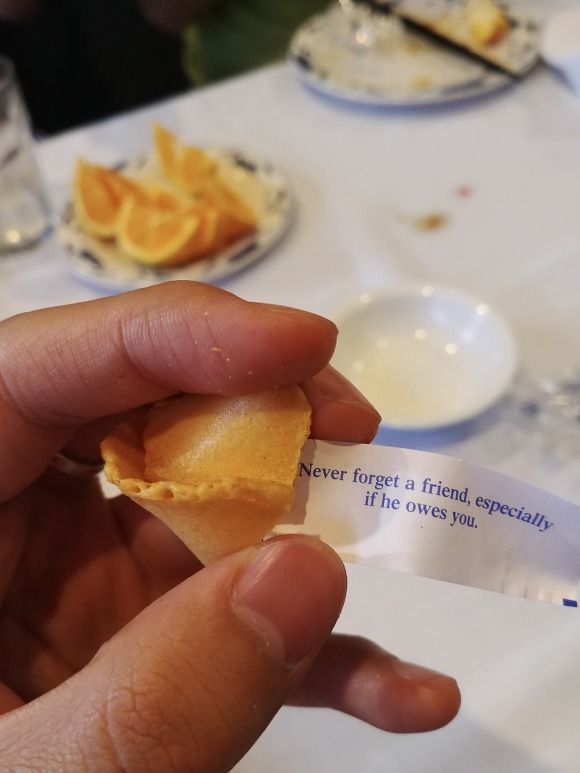 Never forget a friend, especially
if he owes you.